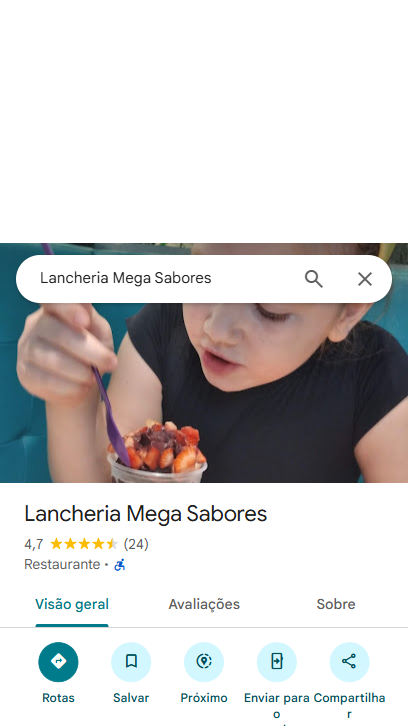 Lancheria Mega Sabores
Lancheria Mega Sabores
4,7 (24)
Restaurante •
Visão geral Avaliações Sobre
Rotas Salvar Próximo Enviar para Compartilha
o r